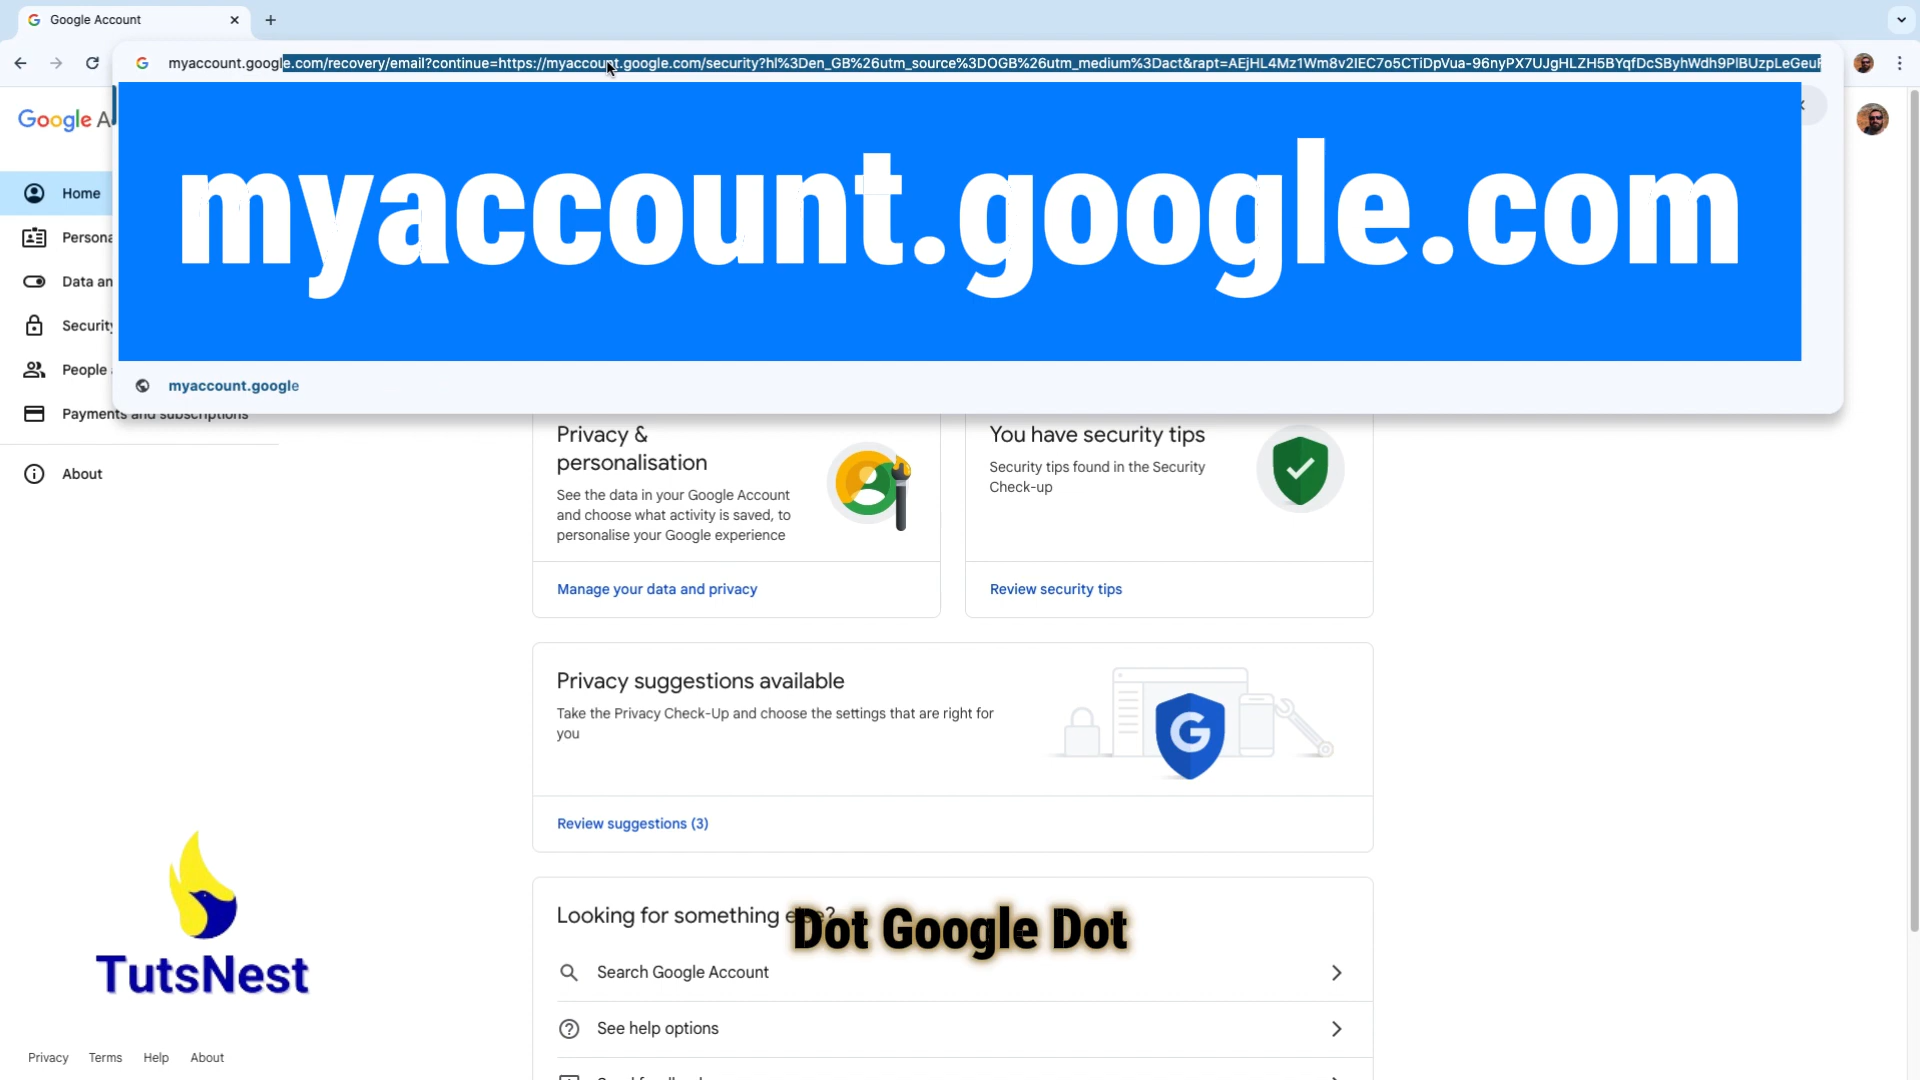 Google Account
myaccount.google.com/recovery/email?continue=https://myaccount.google.com/security?hl%3Den_GB%26utm_source%3DOGB%26utm_medium%3Dact&rapt=AEjHL4Mz1Wm8v2IEC7o5CTiDpVua-96nyPX7UJgHLZH5BYqfDcSByhWdh9PlBUzpLeGeuF
Google A
myaccount.google.com
Home
Persona
Data an
Security
People
myaccount.google
Payments and subscriptions
About
Privacy &
personalisation
See the data in your Google Account
and choose what activity is saved, to
personalise your Google experience
Manage your data and privacy
You have security tips
Security tips found in the Security
Check-up
Review security tips
Privacy suggestions available
Take the Privacy Check-Up and choose the settings that are right for
you
Review suggestions (3)
Looking for something else?
Dot Google Dot
Search Google Account
See help options
TutsNest
Privacy Terms Help About